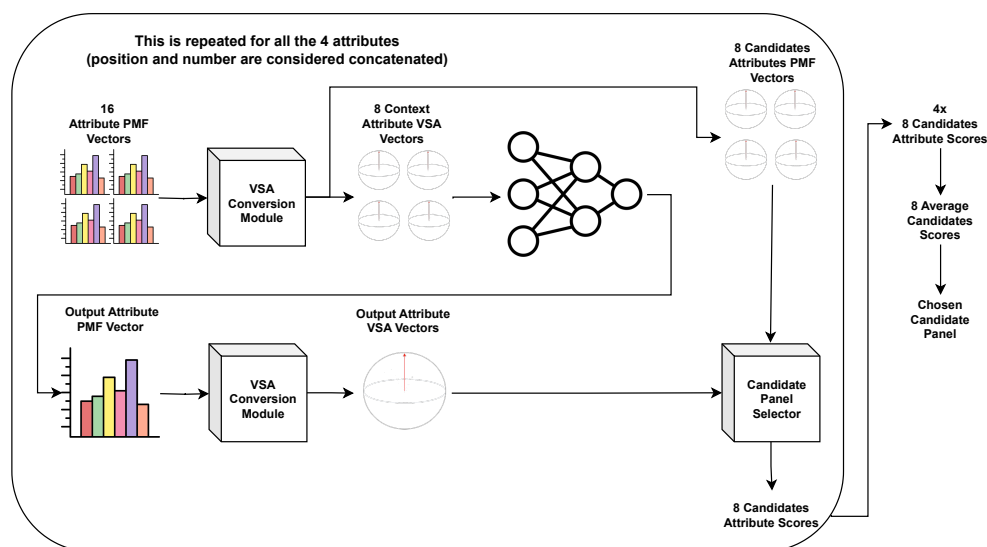 This is repeated for all the 4 attributes
(position and number are considered concatenated)
16
Attribute PMF
Vectors
VSA
Conversion
Module
8 Context
Attribute VSA
Vectors
8 Candidates
Attributes PMF
Vectors
4x
8 Candidates
Attribute Scores
8 Average
Candidates
Scores
Chosen
Candidate
Panel
Output Attribute
PMF Vector
VSA
Conversion
Module
Output Attribute
VSA Vectors
Candidate
Panel
Selector
8 Candidates
Attribute Scores